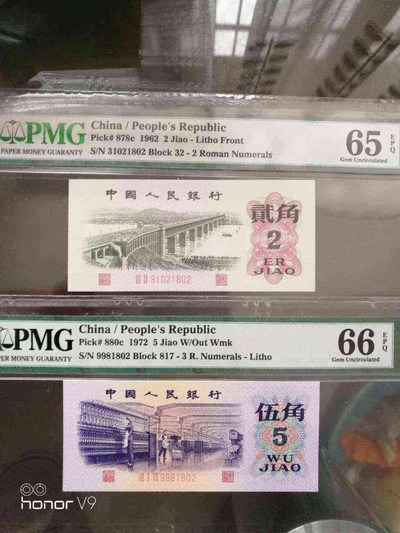 PMG
PAPER MONEY GUARANTY
China / People's Republic
Pick# 878c 1962 2 Jiao - Litho Front
S/N 31021802 Block 32 - 2 Roman Numerals
65 EPQ
Gem Uncirculated
中國人民銀行
貳角
2
ER
JIAO
31021802
PMG
PAPER MONEY GUARANTY
China / People's Republic
Pick# 880c 1972 5 Jiao W/Out Wmk
S/N 9981802 Block 817 - 3 R. Numerals - Litho
66 EPQ
Gem Uncirculated
中國人民銀行
伍角
5
WU
JIAO
9981802
honor V9